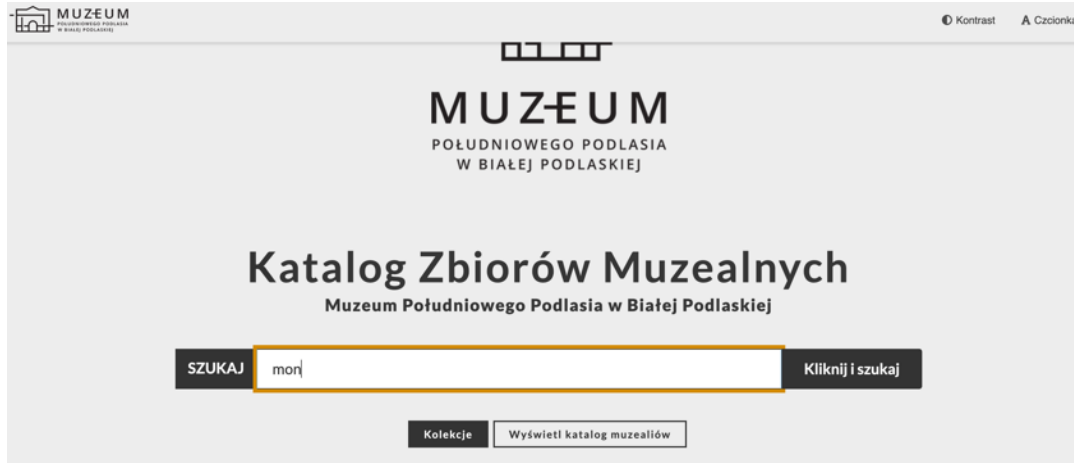 MUZEUM
POŁUDNIOWEGO PODLASIA
W BIAŁEJ PODLASKIEJ
Kontrast
A Czcionka
MUZEUM
POŁUDNIOWEGO PODLASIA
W BIAŁEJ PODLASKIEJ
Katalog Zbiorów Muzealnych
Muzeum Południowego Podlasia w Białej Podlaskiej
SZUKAJ mon Kliknij i szukaj
Kolekcje Wyświetl katalog muzealiów